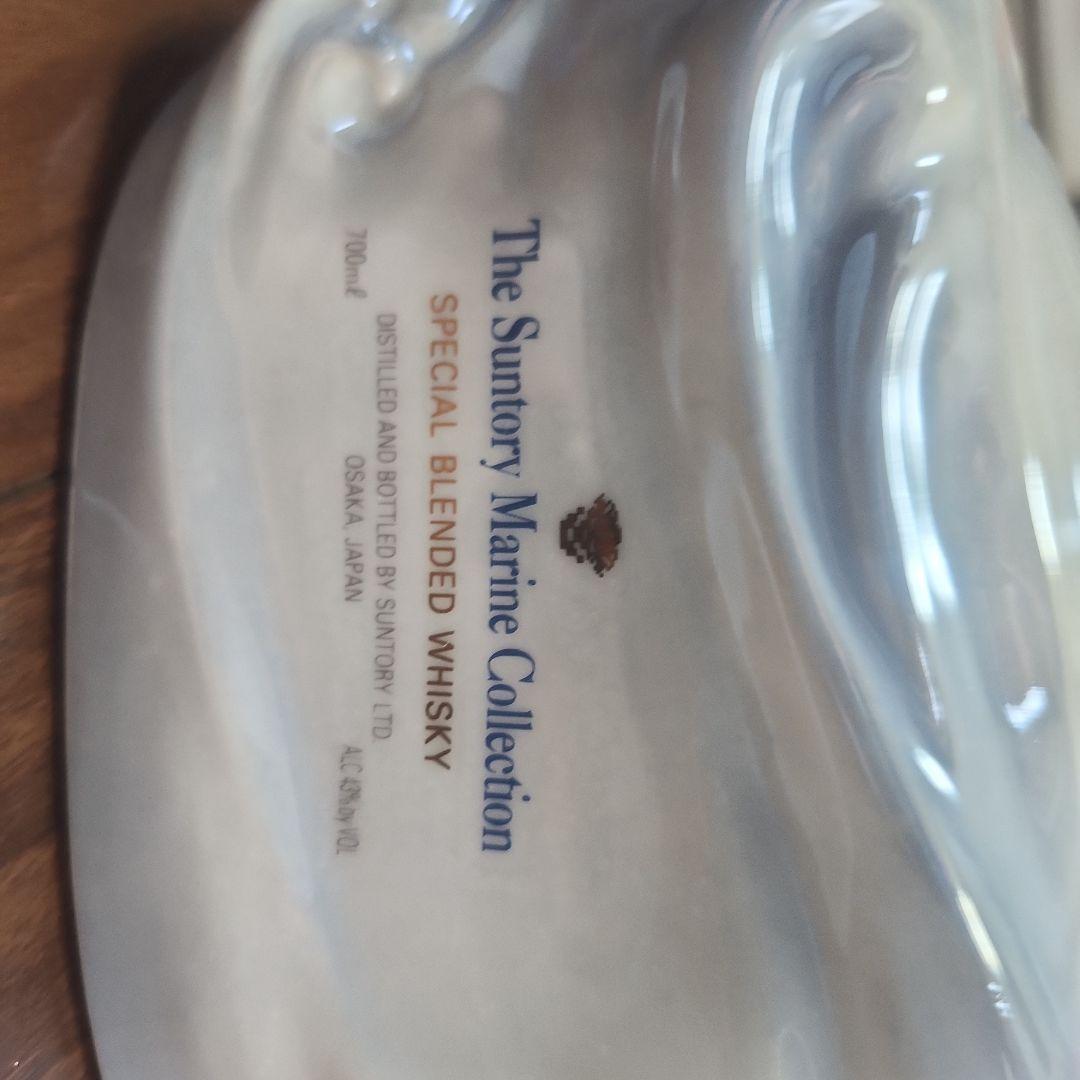 The Suntory Marine Collection
SPECIAL BLENDED WHISKY
DISTILLED AND BOTTLED BY SUNTORY LTD.
700ml OSAKA, JAPAN ALC 43% by VOL